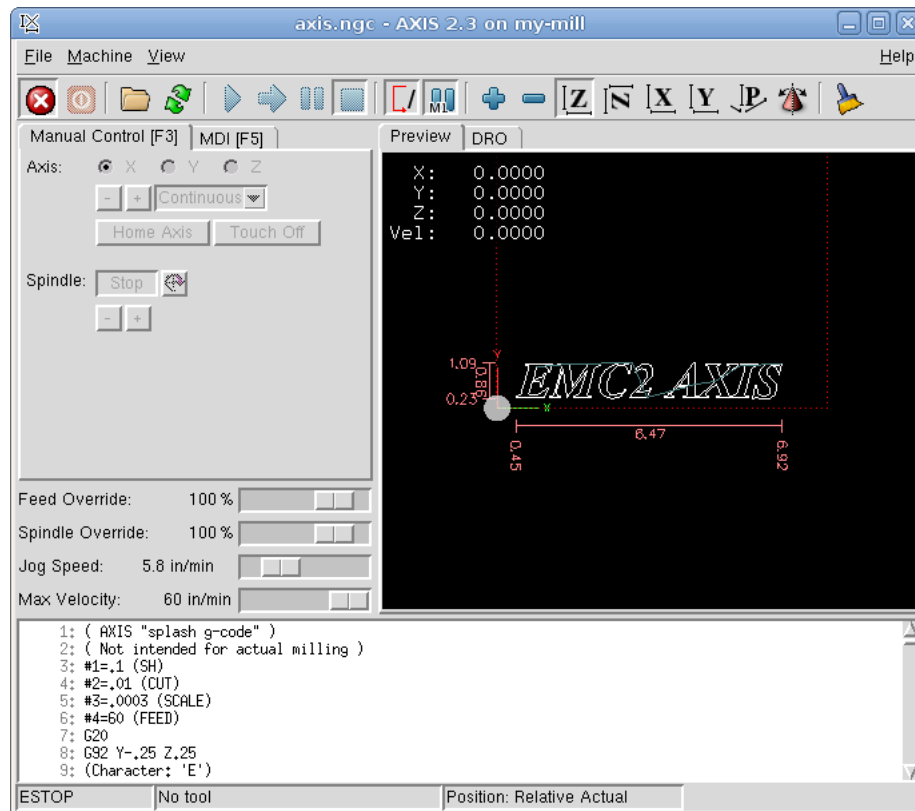 axis.ngc - AXIS 2.3 on my-mill
File Machine View Help
M1 Z N X Y P
Manual Control [F3] MDI [F5]
Preview DRO
Axis: X Y Z
- + Continuous
Home Axis Touch Off
Spindle: Stop
- +
Feed Override: 100 %
Spindle Override: 100 %
Jog Speed: 5.8 in/min
Max Velocity: 60 in/min
X: 0.0000
Y: 0.0000
Z: 0.0000
Vel: 0.0000
Y
1.09
0.86
0.23
EMC2 AXIS
X
6.47
0.45
6.92
1: ( AXIS "splash g-code" )
2: ( Not intended for actual milling )
3: #1=.1 (SH)
4: #2=.01 (CUT)
5: #3=.0003 (SCALE)
6: #4=60 (FEED)
7: G20
8: G92 Y-.25 Z.25
9: (Character: 'E')
ESTOP No tool Position: Relative Actual